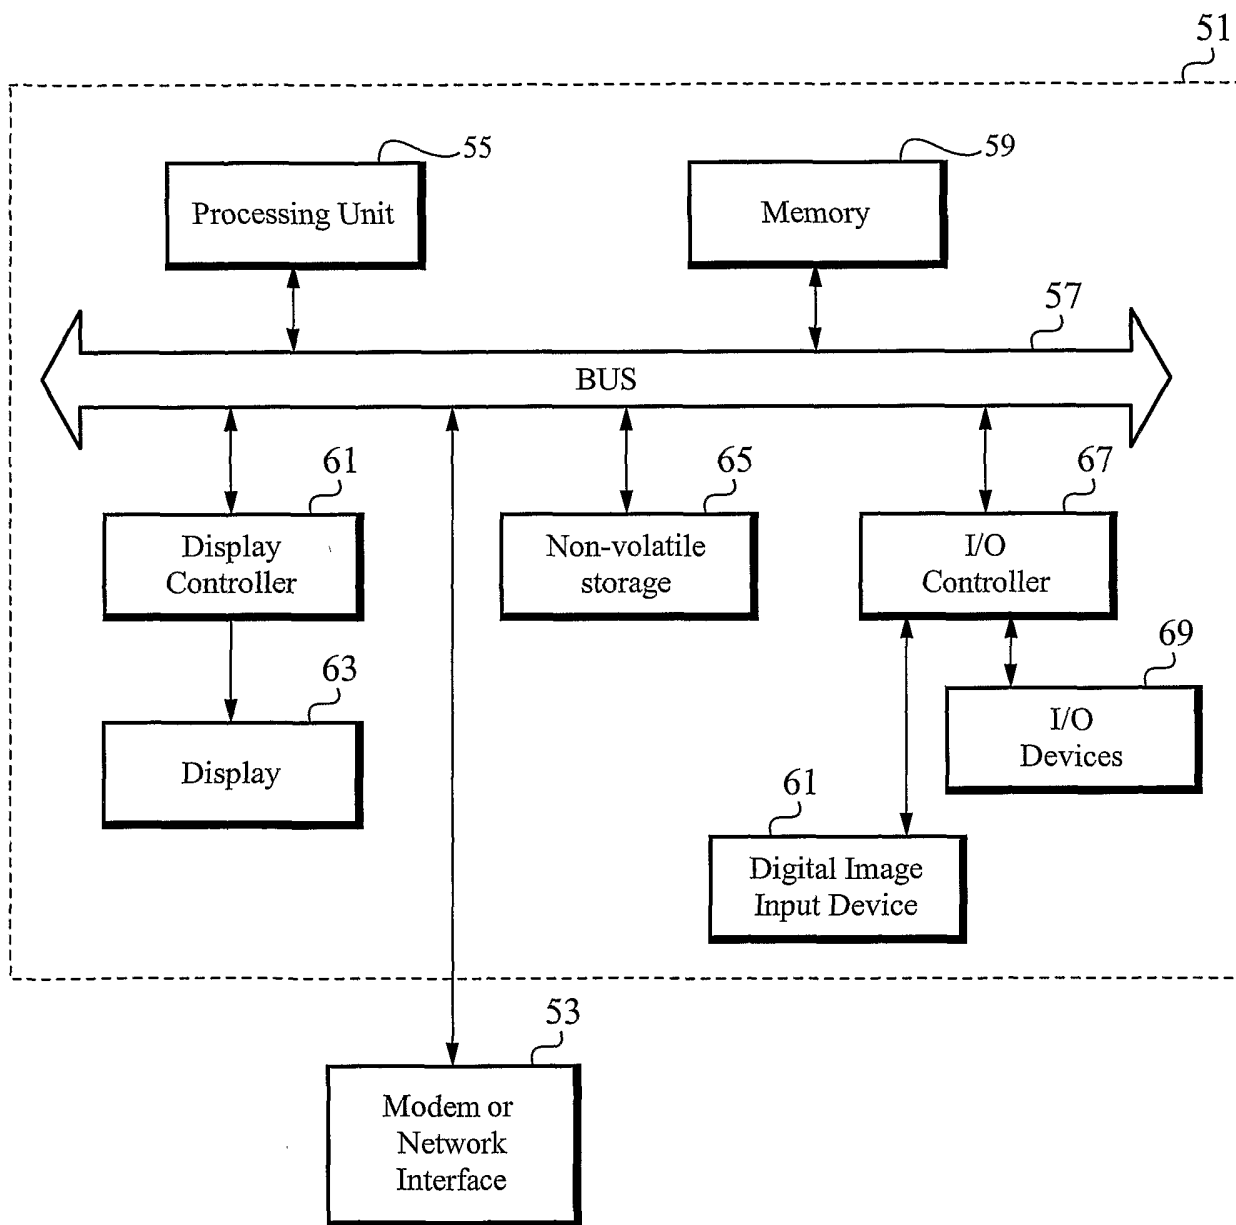 51
55
59
Processing Unit
Memory
57
BUS
61
65
67
Display
Controller
Non-volatile
storage
I/O
Controller
63
69
Display
I/O
Devices
61
Digital Image
Input Device
53
Modem or
Network
Interface